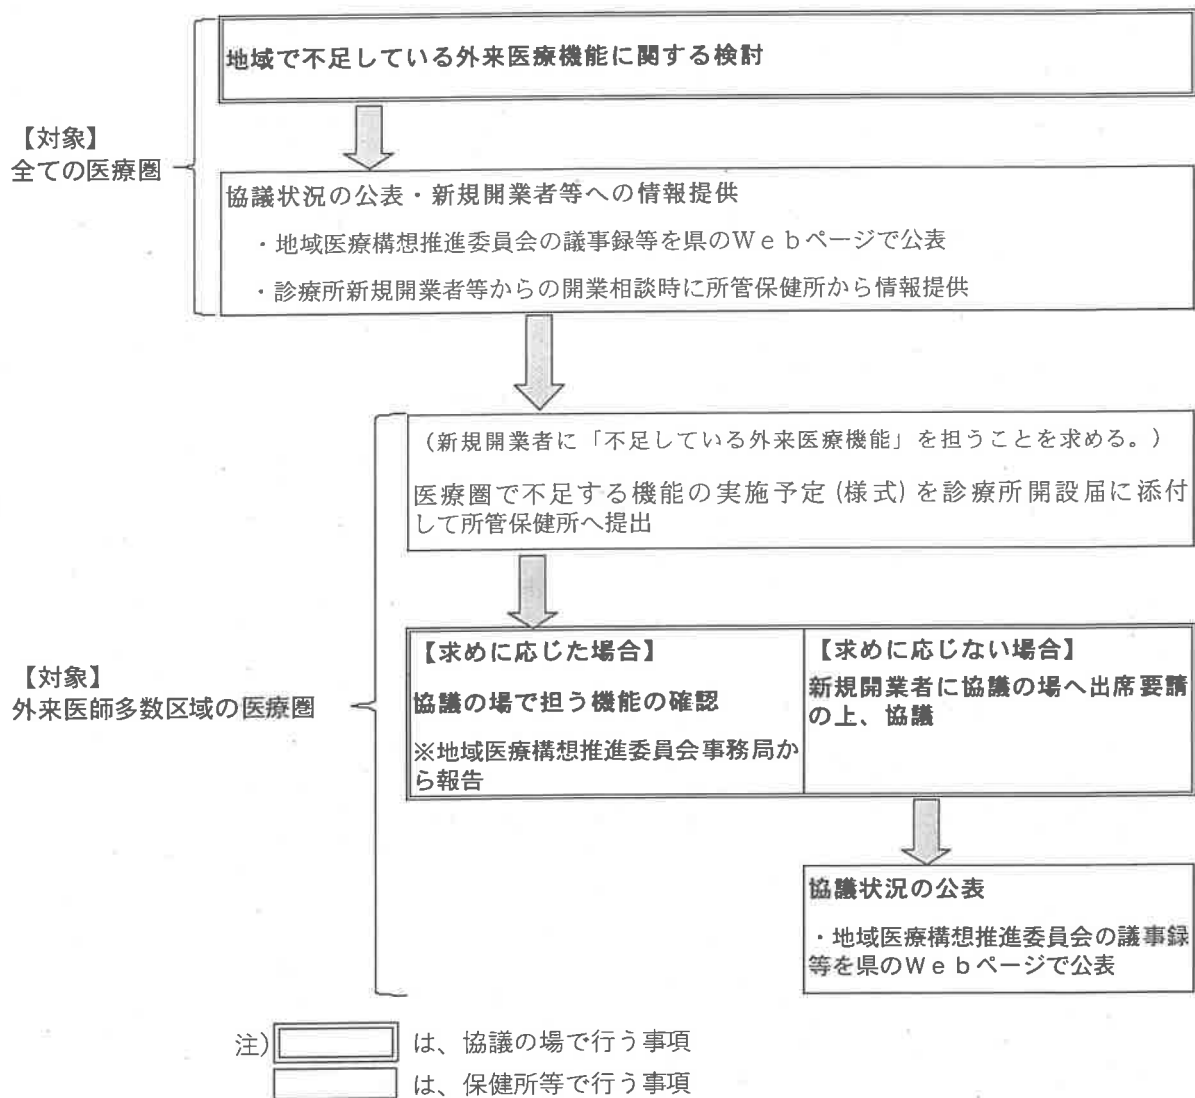 地域で不足している外来医療機能に関する検討
【対象】
全ての医療圏
協議状況の公表・新規開業者等への情報提供
・地域医療構想推進委員会の議事録等を県のWebページで公表
・診療所新規開業者等からの開業相談時に所管保健所から情報提供
（新規開業者に「不足している外来医療機能」を担うことを求める。）
医療圏で不足する機能の実施予定(様式)を診療所開設届に添付
して所管保健所へ提出
【対象】
外来医師多数区域の医療圏
【求めに応じた場合】
協議の場で担う機能の確認
※地域医療構想推進委員会事務局か
ら報告
【求めに応じない場合】
新規開業者に協議の場へ出席要請
の上、協議
協議状況の公表
・地域医療構想推進委員会の議事録
等を県のWebページで公表
注) は、協議の場で行う事項
は、保健所等で行う事項